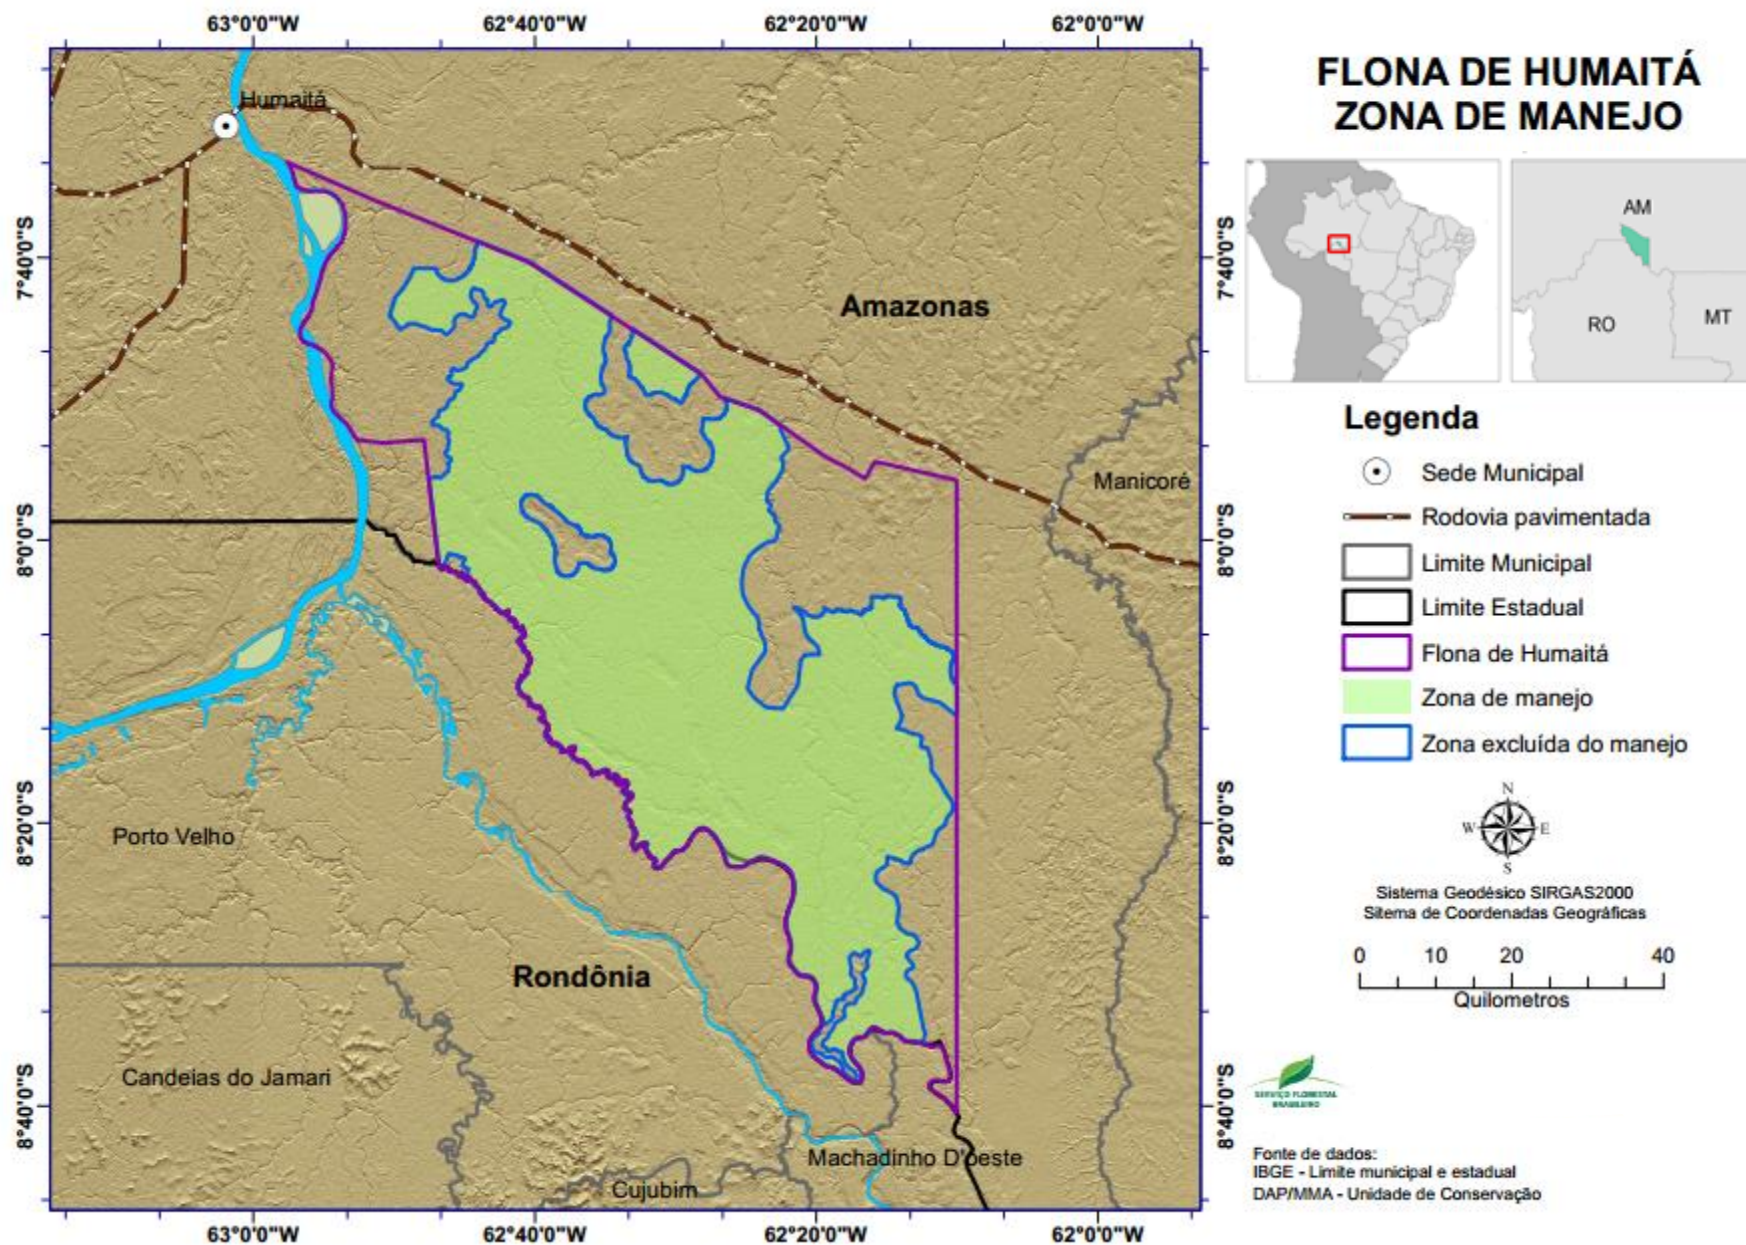 63°0'0"W 62°40'0"W 62°20'0"W 62°0'0"W
FLONA DE HUMAITÁ
ZONA DE MANEJO
Humaitá
7°40'0"S
7°40'0"S
Amazonas
Manicoré
8°0'0"S
8°0'0"S
Porto Velho
8°20'0"S
8°20'0"S
Rondônia
Candeias do Jamari
8°40'0"S
8°40'0"S
Machadinho D'oeste
Cujubim
63°0'0"W 62°40'0"W 62°20'0"W 62°0'0"W
AM
RO
MT
Legenda
Sede Municipal
Rodovia pavimentada
Limite Municipal
Limite Estadual
Flona de Humaitá
Zona de manejo
Zona excluída do manejo
N
W E
S
Sistema Geodésico SIRGAS2000
Sitema de Coordenadas Geográficas
0 10 20 40
Quilometros
SERVIÇO FLORESTAL
BRASILEIRO
Fonte de dados:
IBGE - Limite municipal e estadual
DAP/MMA - Unidade de Conservação